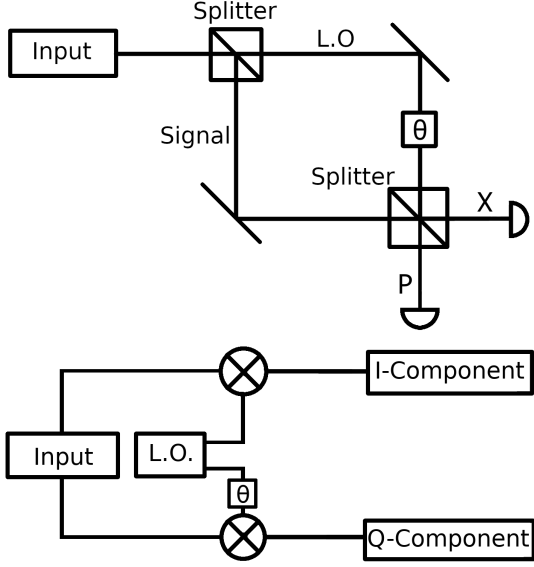 Splitter
Input
L.O
θ
Signal
Splitter
X
P
I-Component
Input
L.O.
θ
Q-Component